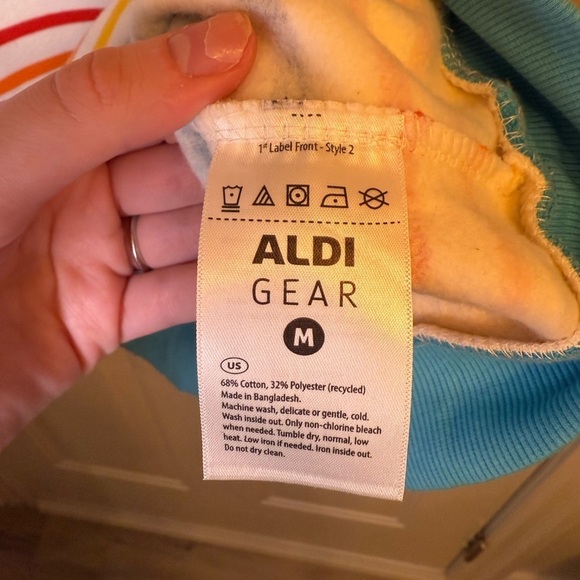 1st Label Front - Style 2
ALDI
GEAR
M
US
68% Cotton, 32% Polyester (recycled)
Made in Bangladesh.
Machine wash, delicate or gentle, cold.
Wash inside out. Only non-chlorine bleach
when needed. Tumble dry, normal, low
heat. Low iron if needed. Iron inside out.
Do not dry clean.